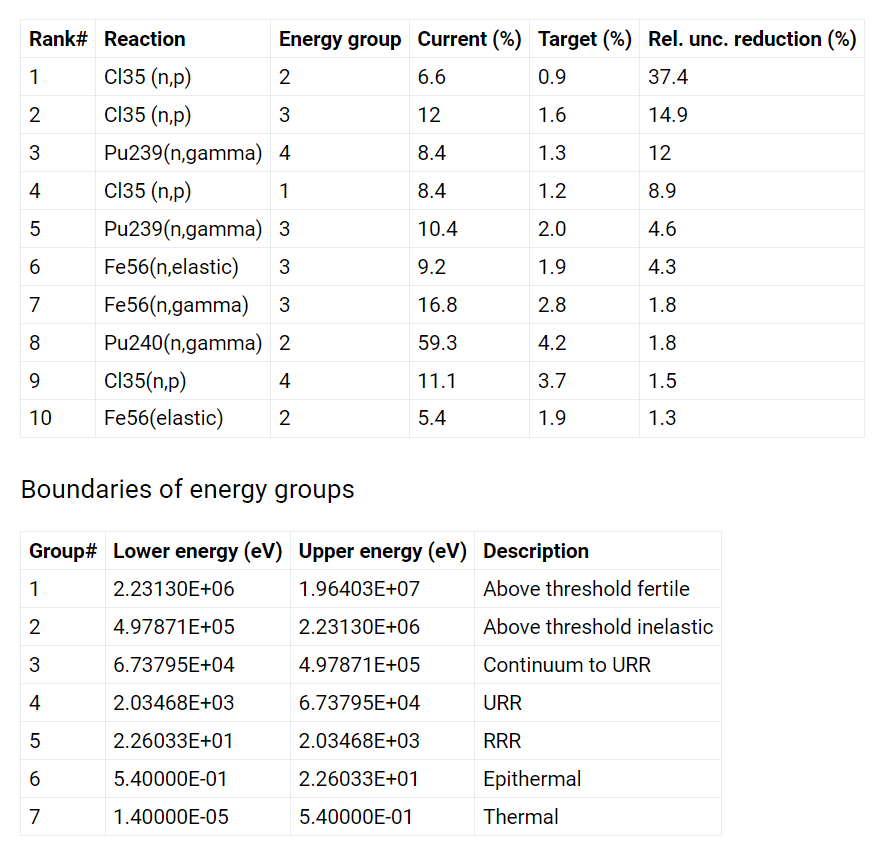 Rank# Reaction Energy group Current (%) Target (%) Rel. unc. reduction (%)
1 Cl35 (n,p) 2 6.6 0.9 37.4
2 Cl35 (n,p) 3 12 1.6 14.9
3 Pu239(n,gamma) 4 8.4 1.3 12
4 Cl35 (n,p) 1 8.4 1.2 8.9
5 Pu239(n,gamma) 3 10.4 2.0 4.6
6 Fe56(n,elastic) 3 9.2 1.9 4.3
7 Fe56(n,gamma) 3 16.8 2.8 1.8
8 Pu240(n,gamma) 2 59.3 4.2 1.8
9 Cl35(n,p) 4 11.1 3.7 1.5
10 Fe56(elastic) 2 5.4 1.9 1.3
Boundaries of energy groups
Group# Lower energy (eV) Upper energy (eV) Description
1 2.23130E+06 1.96403E+07 Above threshold fertile
2 4.97871E+05 2.23130E+06 Above threshold inelastic
3 6.73795E+04 4.97871E+05 Continuum to URR
4 2.03468E+03 6.73795E+04 URR
5 2.26033E+01 2.03468E+03 RRR
6 5.40000E-01 2.26033E+01 Epithermal
7 1.40000E-05 5.40000E-01 Thermal